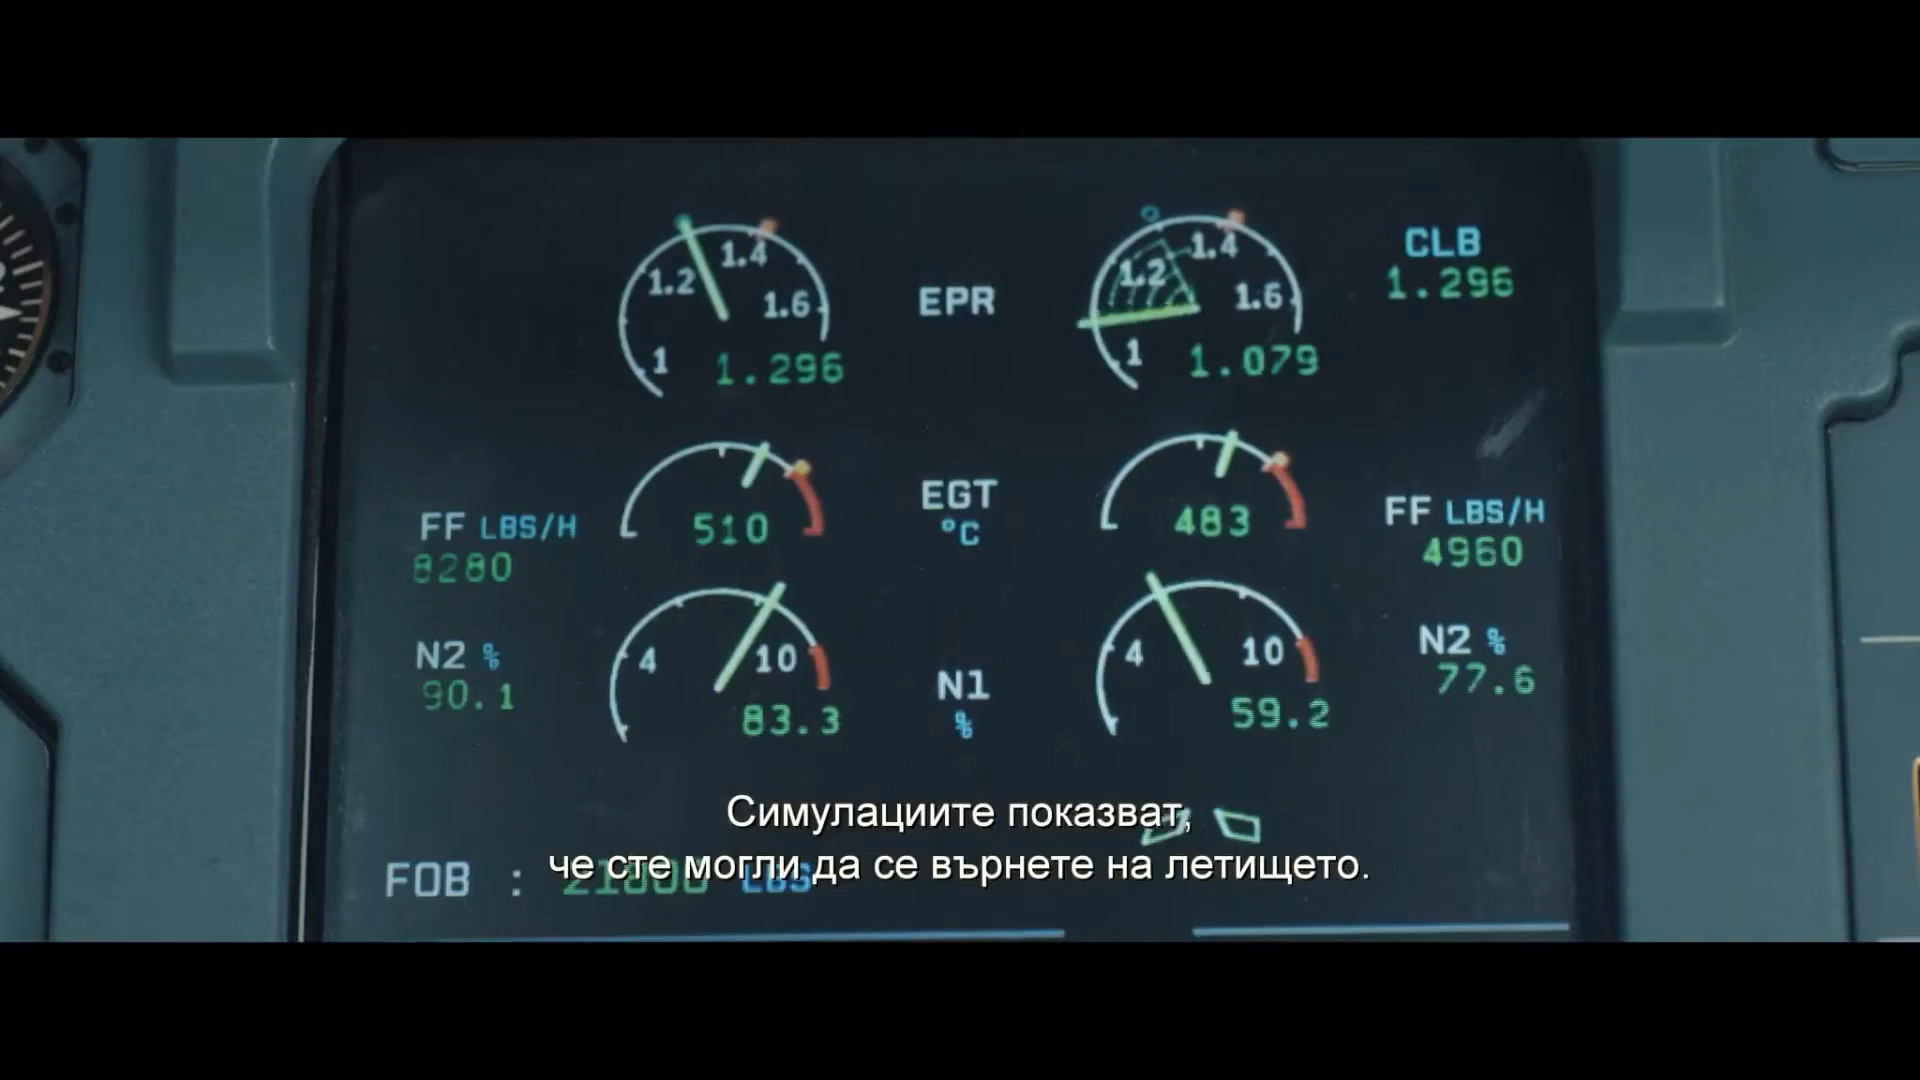 1.2 1.4 1.6 1
1.296
EPR
1.2 1.4 1.6 1
1.079
CLB
1.296
510
EGT
°C
483
FF LBS/H
8280
FF LBS/H
4960
N2 %
90.1
4 10
83.3
N1
%
4 10
59.2
N2 %
77.6
Симулациите показват,
че сте могли да се върнете на летището.
FOB : LBS